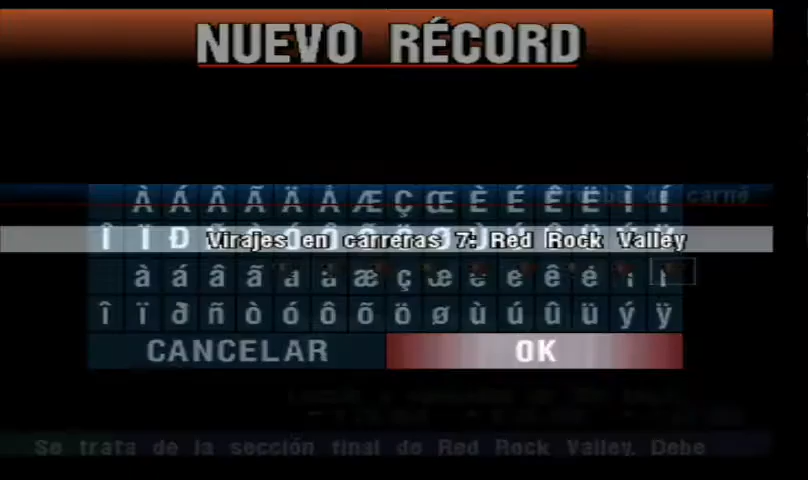 NUEVO RÉCORD
À Á Â Ã Ä Å Æ Ç Œ È É Ê Ë Ì Í
Î Ï Ð
Virajes en carreras 7: Red Rock Valley
à á â ã ä å æ ç œ è é ê
î ï ð ñ ò ó ô õ ö ø ù ú û ü ý ÿ
CANCELAR OK
Se trata de la sección final de Red Rock Valley. Debe